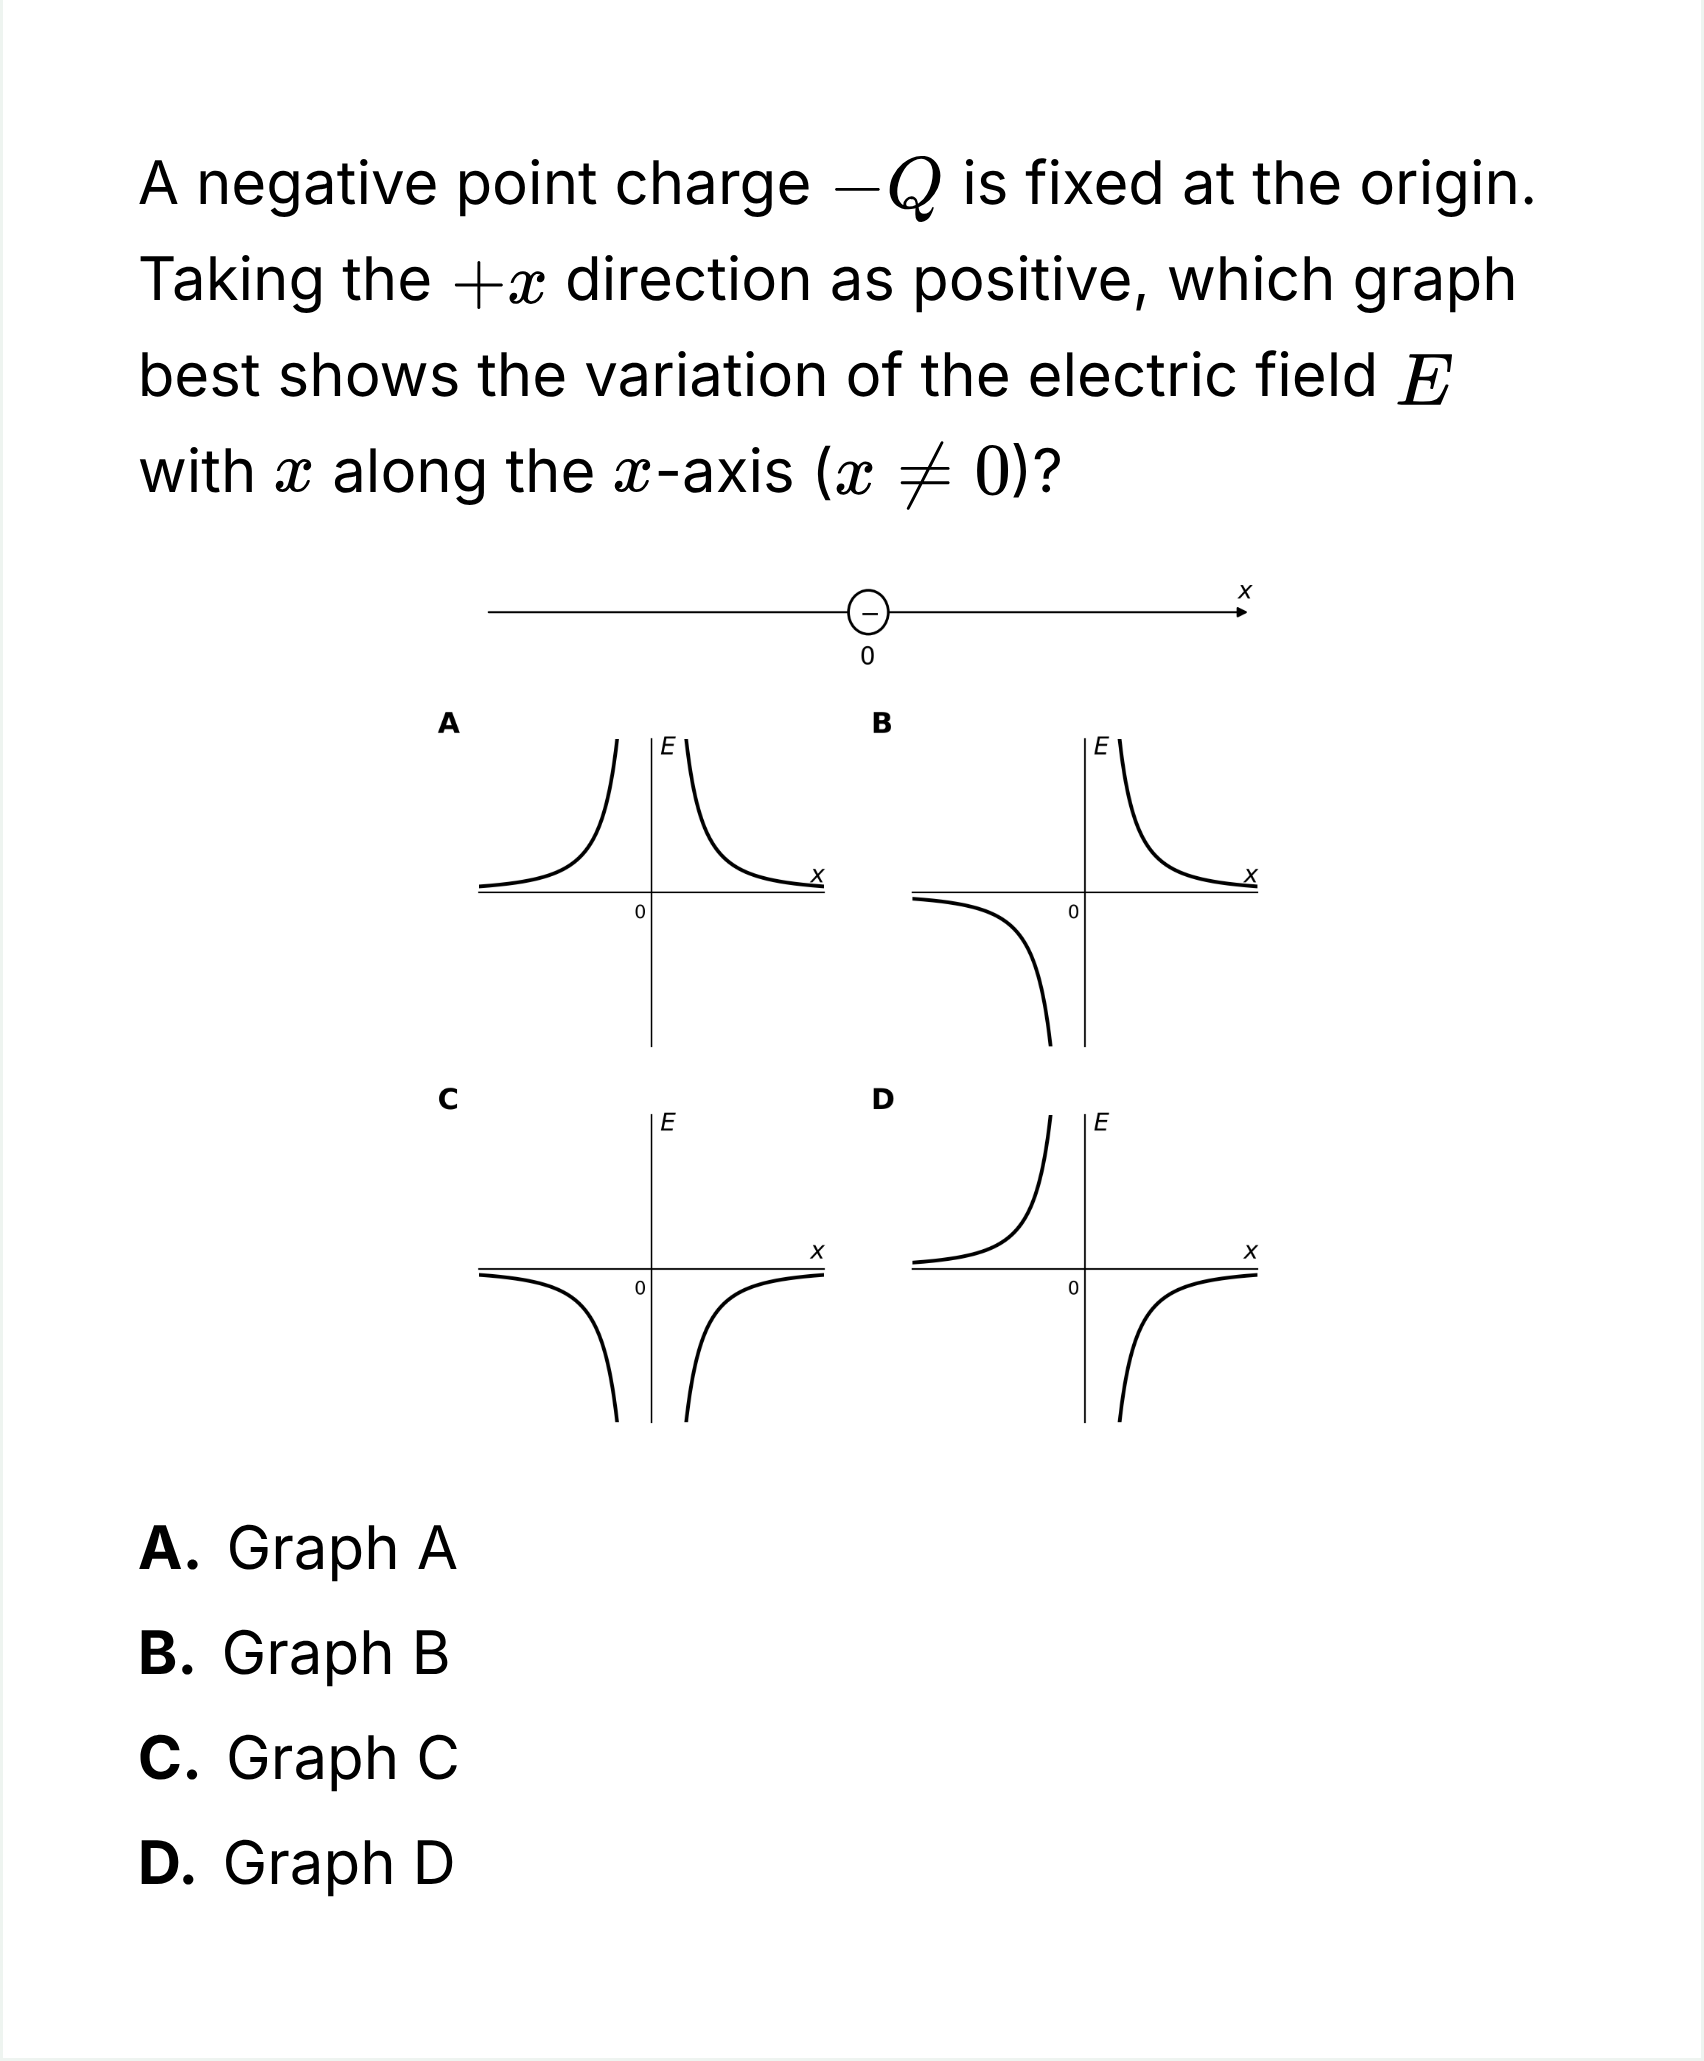 A negative point charge −Q is fixed at the origin.
Taking the +x direction as positive, which graph
best shows the variation of the electric field E
with x along the x-axis (x ≠ 0)?
x
−
0
A
B
E
E
x
x
0
0
C
D
E
E
x
x
0
0
A. Graph A
B. Graph B
C. Graph C
D. Graph D